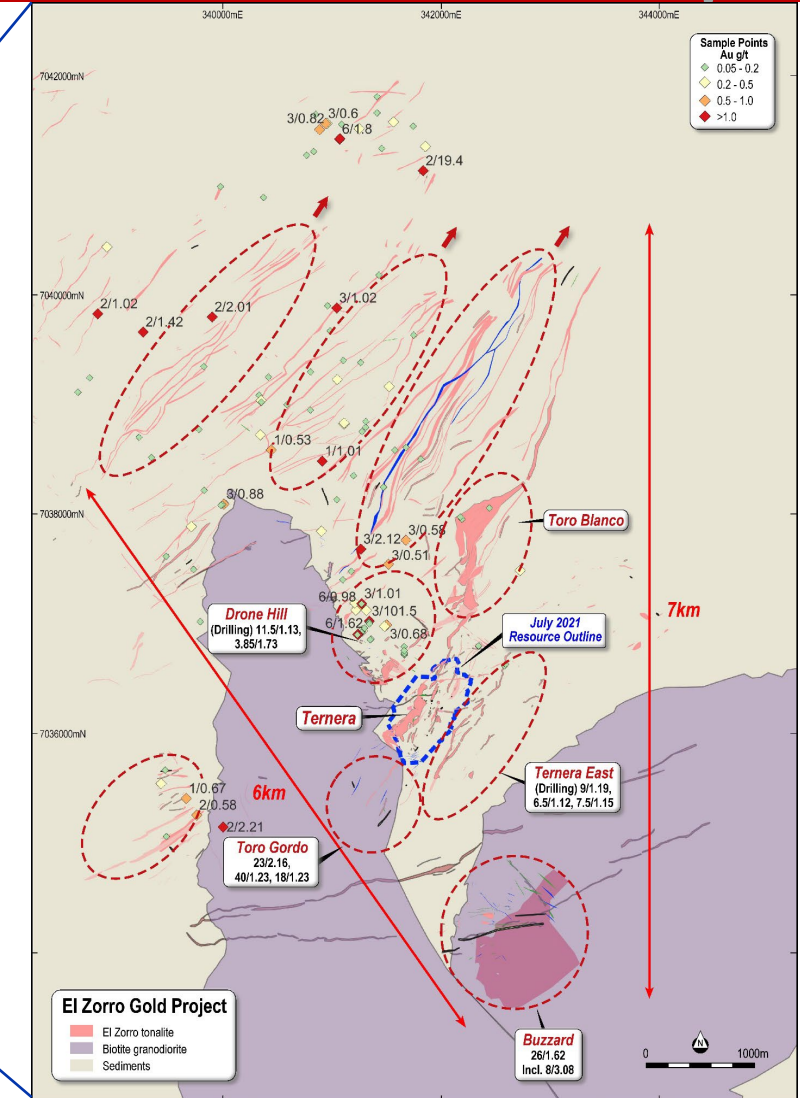 340000mE
342000mE
344000mE
7042000mN
Sample Points
Au g/t
0.05 - 0.2
0.2 - 0.5
0.5 - 1.0
>1.0
3/0.82
3/0.6
6/1.8
2/19.4
7040000mN
2/1.02
2/1.42
2/2.01
3/1.02
1/0.53
1/1.01
7038000mN
3/0.88
3/2.12
3/0.58
3/0.51
Toro Blanco
6/0.98
3/1.01
3/101.5
6/1.62
3/0.68
Drone Hill
(Drilling) 11.5/1.13,
3.85/1.73
July 2021
Resource Outline
7km
Ternera
7036000mN
Ternera East
(Drilling) 9/1.19,
6.5/1.12, 7.5/1.15
1/0.67
2/0.58
2/2.21
6km
Toro Gordo
23/2.16,
40/1.23, 18/1.23
El Zorro Gold Project
El Zorro tonalite
Biotite granodiorite
Sediments
Buzzard
26/1.62
Incl. 8/3.08
N
0
1000m